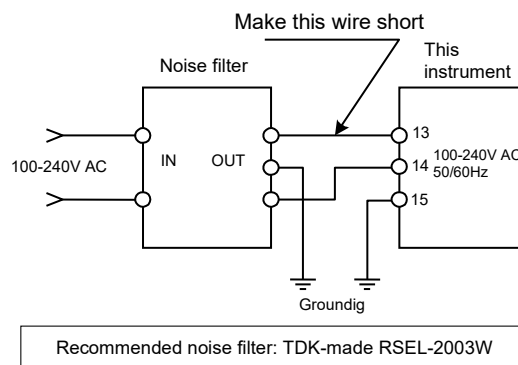 Make this wire short
Noise filter
This
instrument
IN
OUT
13
100-240V AC
14
100-240V AC
50/60Hz
15
Groundig
Recommended noise filter: TDK-made RSEL-2003W